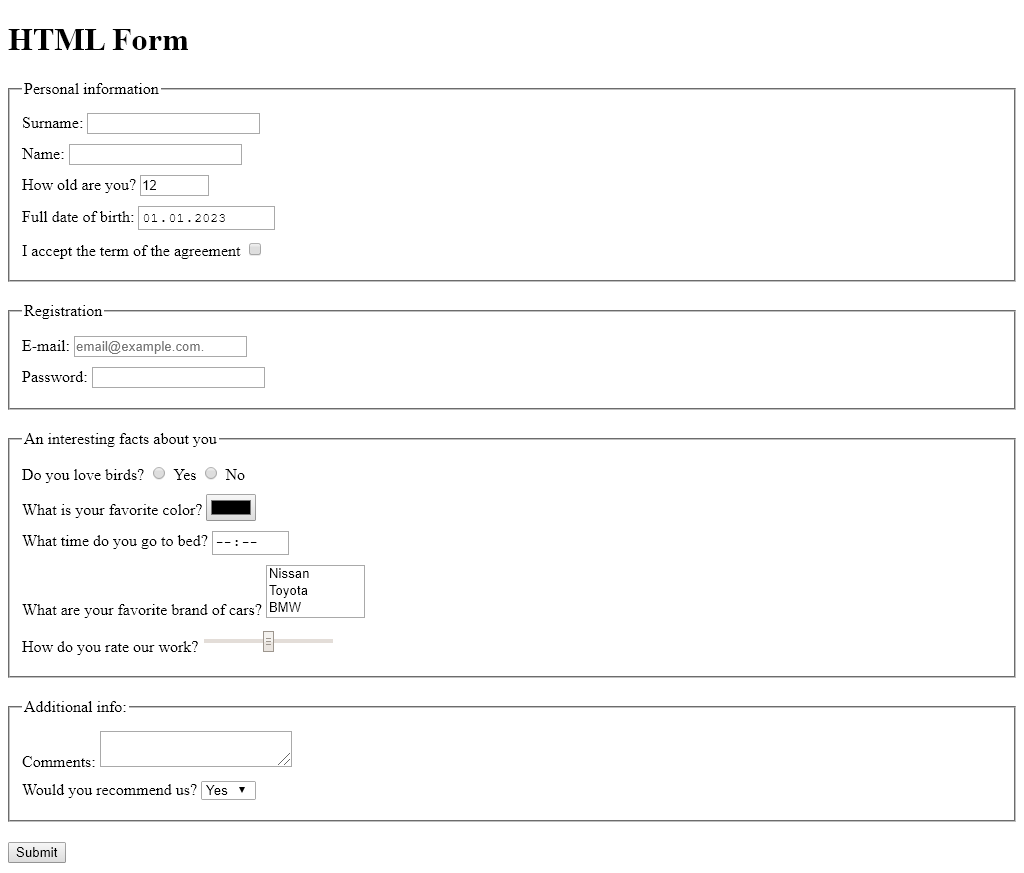 HTML Form
Personal information
Surname:
Name:
How old are you? 12
Full date of birth: 01.01.2023
I accept the term of the agreement
Registration
E-mail: email@example.com.
Password:
An interesting facts about you
Do you love birds? Yes No
What is your favorite color?
What time do you go to bed? --:--
Nissan
Toyota
What are your favorite brand of cars? BMW
How do you rate our work?
Additional info:
Comments:
Would you recommend us? Yes
Submit